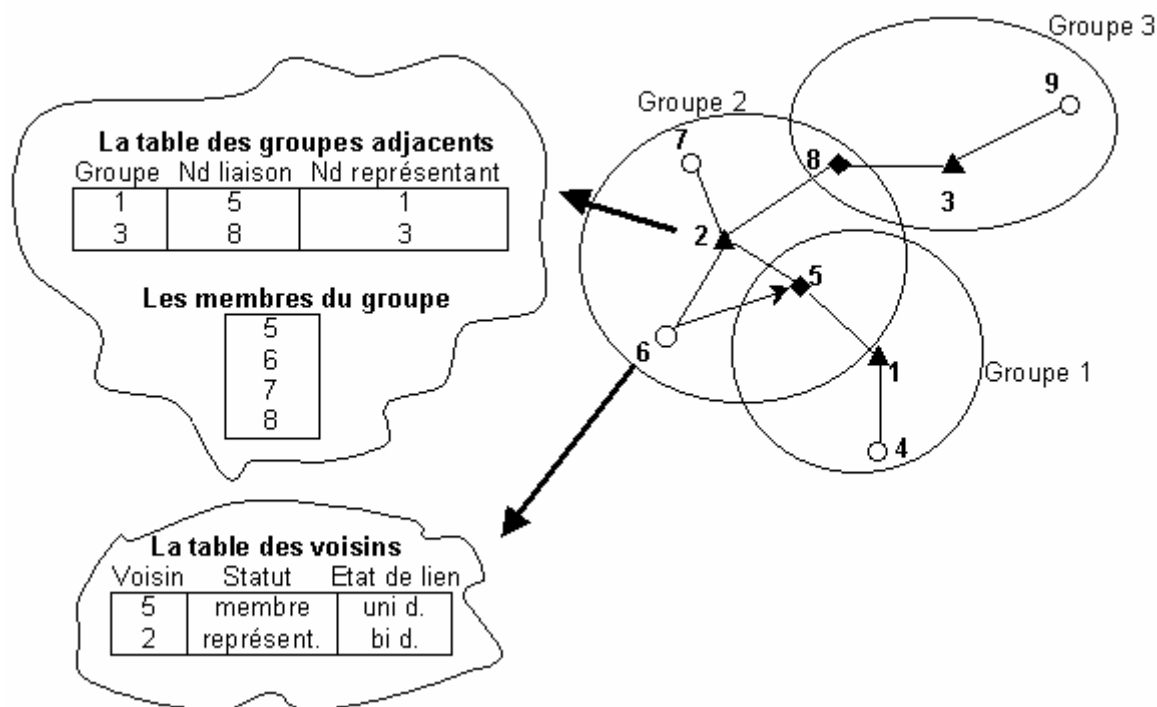 La table des groupes adjacents
Groupe Nd liaison Nd représentant
1 5 1
3 8 3
Les membres du groupe
5
6
7
8
La table des voisins
Voisin Statut Etat de lien
5 membre uni d.
2 représent. bi d.
Groupe 3
9
Groupe 2
7
8
3
2
5
6
1
Groupe 1
4